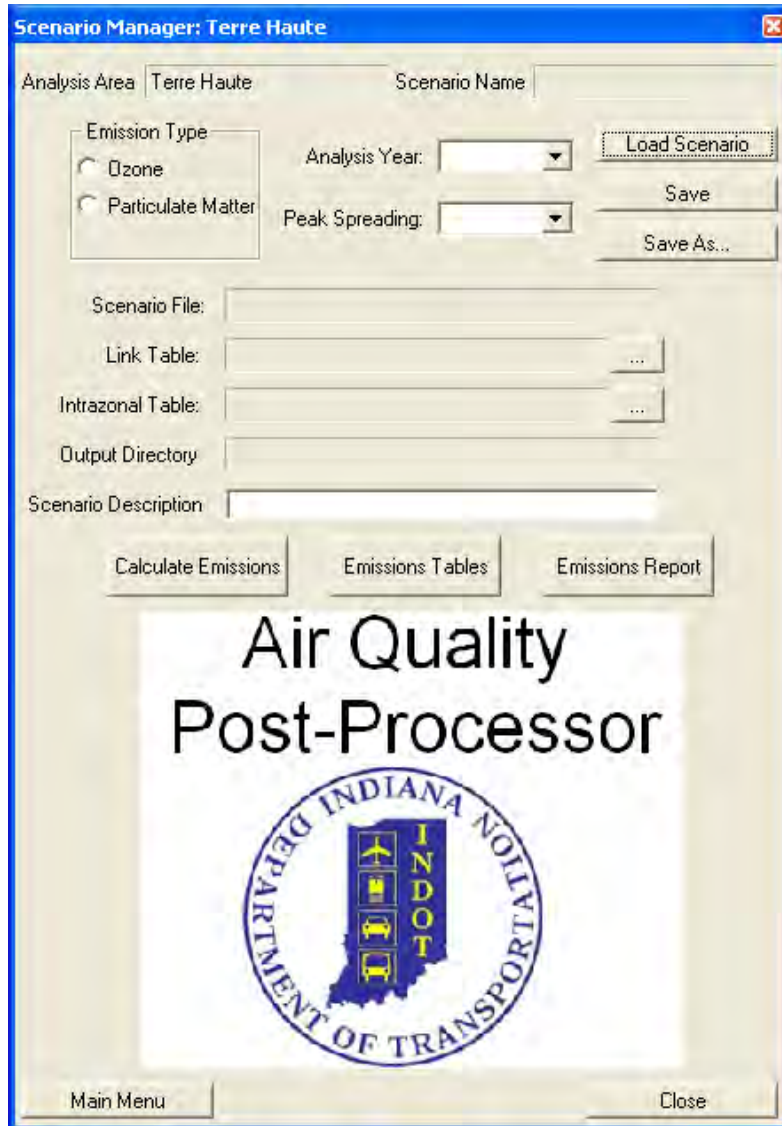 Scenario Manager: Terre Haute
Analysis Area Terre Haute Scenario Name
Emission Type
Ozone
Particulate Matter
Analysis Year:
Peak Spreading:
Load Scenario
Save
Save As...
Scenario File:
Link Table:
...
Intrazonal Table:
...
Output Directory
Scenario Description
Calculate Emissions Emissions Tables Emissions Report
Air Quality
Post-Processor
INDIANA DEPARTMENT OF TRANSPORTATION
INDOT
Main Menu Close